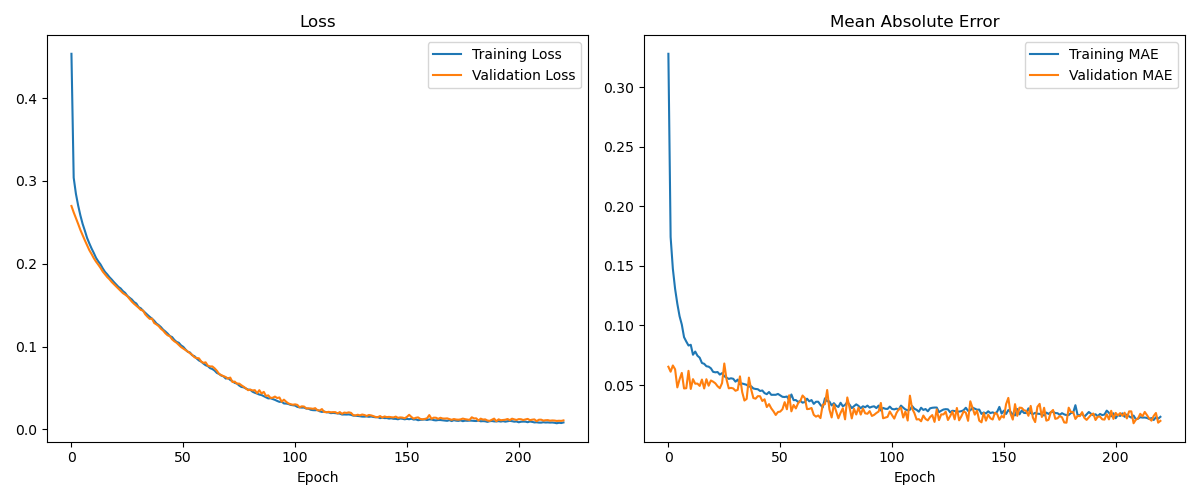 Loss
Training Loss
Validation Loss
0.4
0.3
0.2
0.1
0.0
0
50
100
150
200
Epoch
Mean Absolute Error
Training MAE
Validation MAE
0.30
0.25
0.20
0.15
0.10
0.05
0
50
100
150
200
Epoch